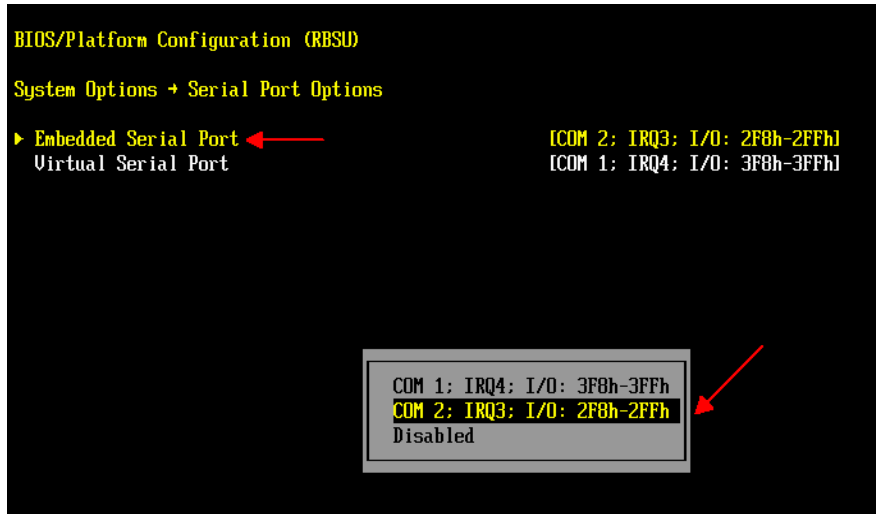 BIOS/Platform Configuration (RBSU)
System Options → Serial Port Options
Embedded Serial Port [COM 2; IRQ3; I/O: 2F8h-2FFh]
Virtual Serial Port [COM 1; IRQ4; I/O: 3F8h-3FFh]
COM 1; IRQ4; I/O: 3F8h-3FFh
COM 2; IRQ3; I/O: 2F8h-2FFh
Disabled